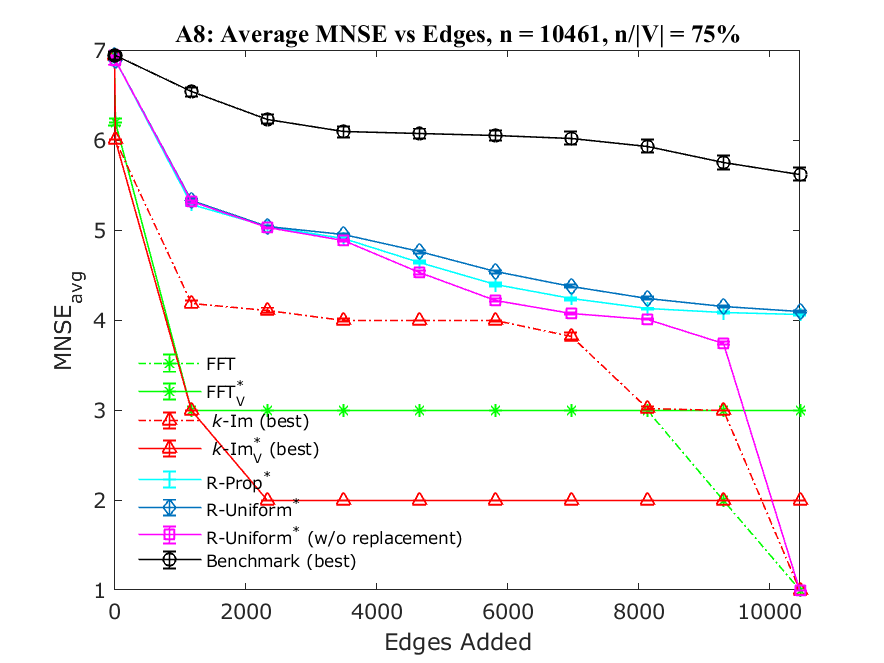 A8: Average MNSE vs Edges, n = 10461, n/|V| = 75%
7
6
5
4
3
2
1
MNSE_avg
FFT
FFT*_V
k-Im (best)
k-Im*_V (best)
R-Prop*
R-Uniform*
R-Uniform* (w/o replacement)
Benchmark (best)
0 2000 4000 6000 8000 10000
Edges Added